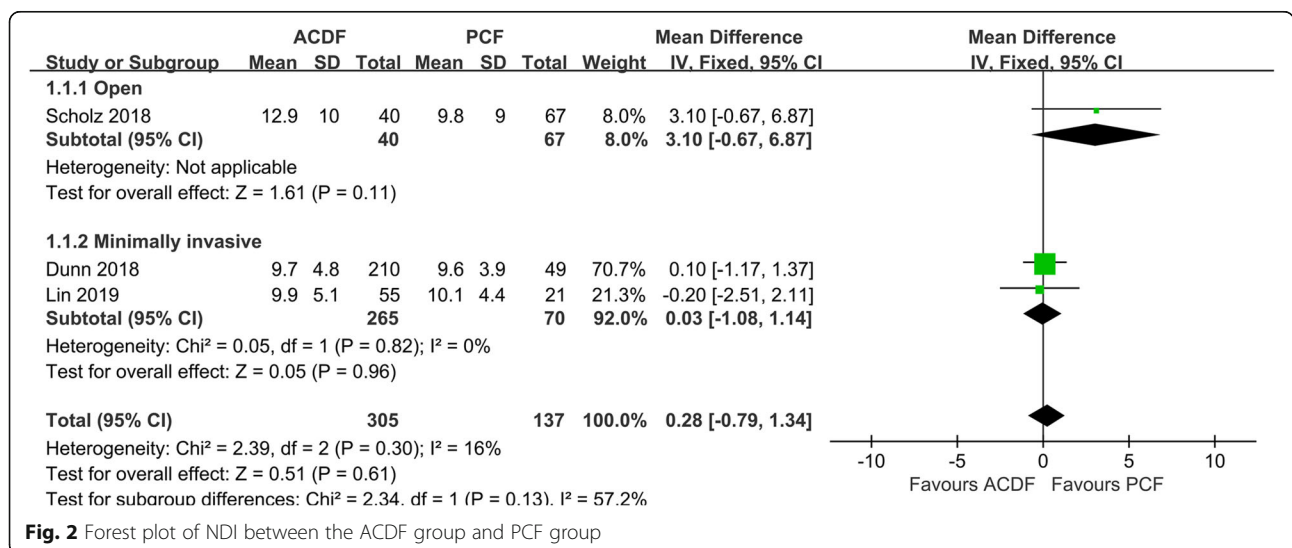 ACDF PCF Mean Difference Mean Difference
Study or Subgroup Mean SD Total Mean SD Total Weight IV, Fixed, 95% CI IV, Fixed, 95% CI
1.1.1 Open
Scholz 2018 12.9 10 40 9.8 9 67 8.0% 3.10 [-0.67, 6.87]
Subtotal (95% CI) 40 67 8.0% 3.10 [-0.67, 6.87]
Heterogeneity: Not applicable
Test for overall effect: Z = 1.61 (P = 0.11)
1.1.2 Minimally invasive
Dunn 2018 9.7 4.8 210 9.6 3.9 49 70.7% 0.10 [-1.17, 1.37]
Lin 2019 9.9 5.1 55 10.1 4.4 21 21.3% -0.20 [-2.51, 2.11]
Subtotal (95% CI) 265 70 92.0% 0.03 [-1.08, 1.14]
Heterogeneity: Chi² = 0.05, df = 1 (P = 0.82); I² = 0%
Test for overall effect: Z = 0.05 (P = 0.96)
Total (95% CI) 305 137 100.0% 0.28 [-0.79, 1.34]
Heterogeneity: Chi² = 2.39, df = 2 (P = 0.30); I² = 16%
Test for overall effect: Z = 0.51 (P = 0.61)
Test for subgroup differences: Chi² = 2.34, df = 1 (P = 0.13), I² = 57.2%
-10 -5 0 5 10
Favours ACDF Favours PCF
Fig. 2 Forest plot of NDI between the ACDF group and PCF group